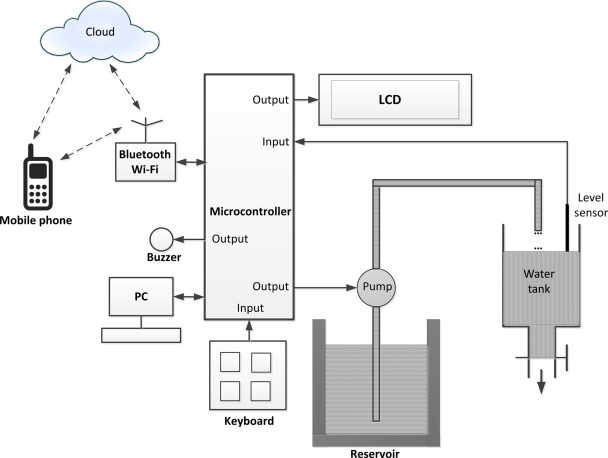 Cloud
Output
LCD
Input
Bluetooth
Wi-Fi
Mobile phone
Microcontroller
Level
sensor
Output
Buzzer
Output
Pump
Water
tank
PC
Input
Keyboard
Reservoir